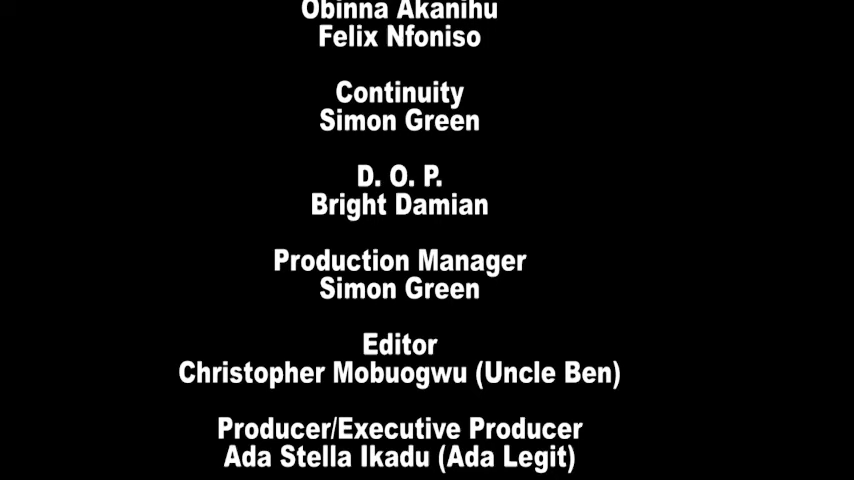 Obinna Akanihu
Felix Nfoniso
Continuity
Simon Green
D. O. P.
Bright Damian
Production Manager
Simon Green
Editor
Christopher Mobuogwu (Uncle Ben)
Producer/Executive Producer
Ada Stella Ikadu (Ada Legit)